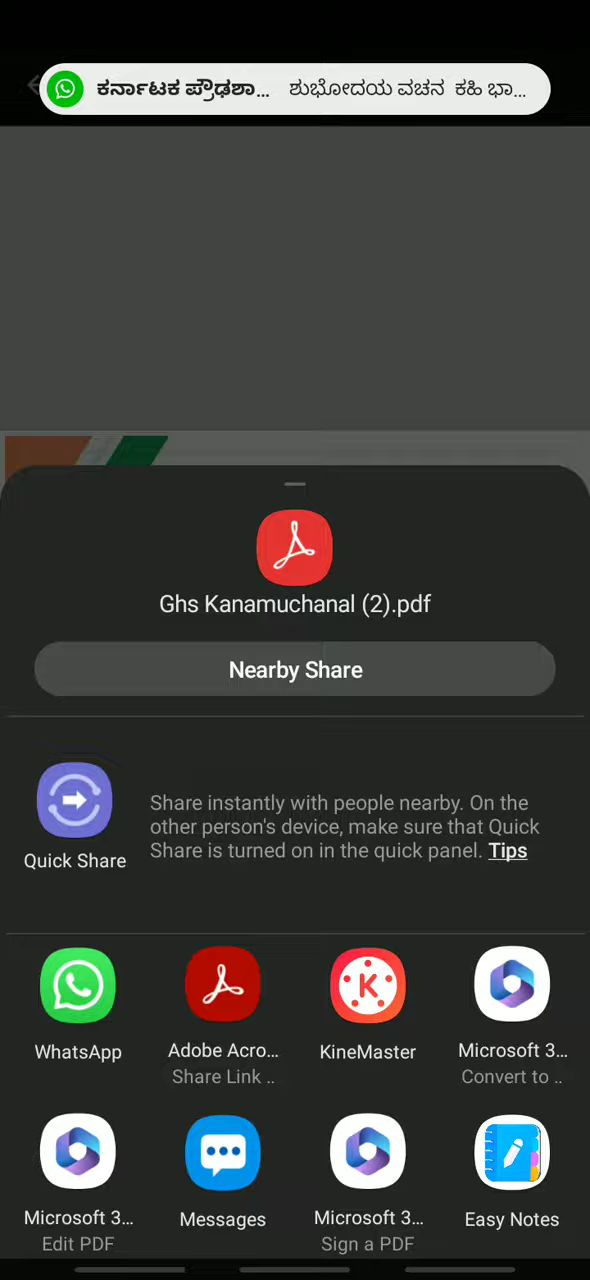 ಕರ್ನಾಟಕ ಪ್ರೌಢಶಾ... ಶುಭೋದಯ ವಚನ ಕಹಿ ಭಾ...
Ghs Kanamuchanal (2).pdf
Nearby Share
Share instantly with people nearby. On the
other person's device, make sure that Quick
Share is turned on in the quick panel. Tips
Quick Share
WhatsApp
Adobe Acro...
Share Link ..
KineMaster
Microsoft 3...
Convert to ..
Microsoft 3...
Edit PDF
Messages
Microsoft 3...
Sign a PDF
Easy Notes